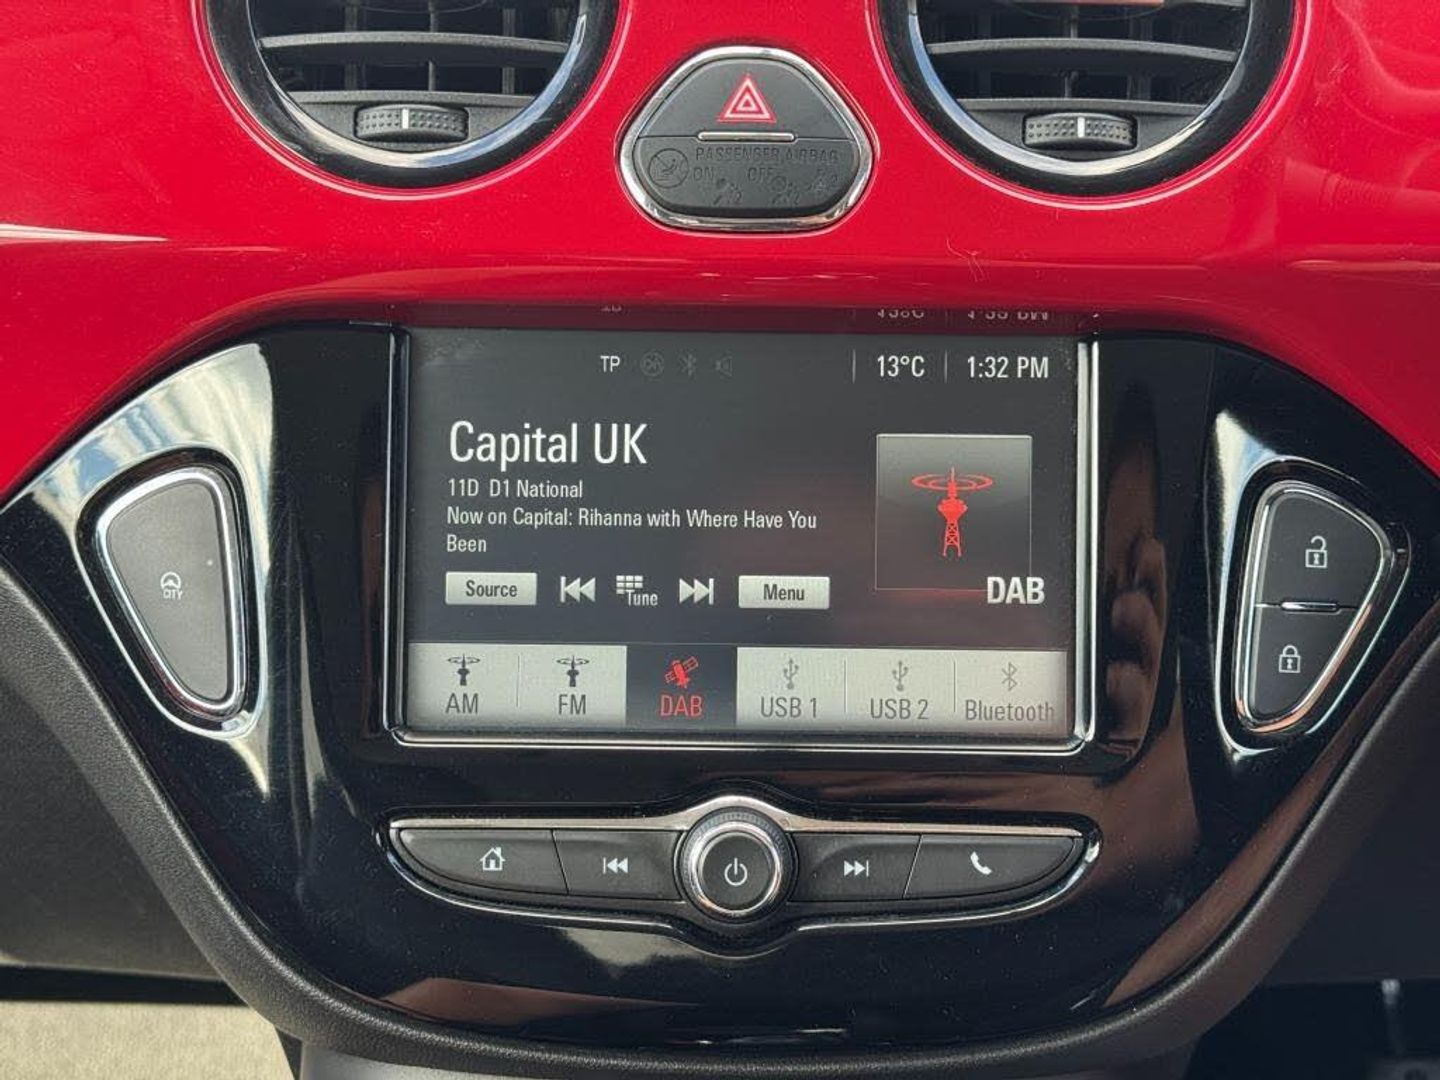 PASSENGER AIRBAG
ON OFF
TP 13°C 1:32 PM
Capital UK
11D D1 National
Now on Capital: Rihanna with Where Have You
Been
Source Tune Menu
DAB
AM FM DAB USB 1 USB 2 Bluetooth
CITY